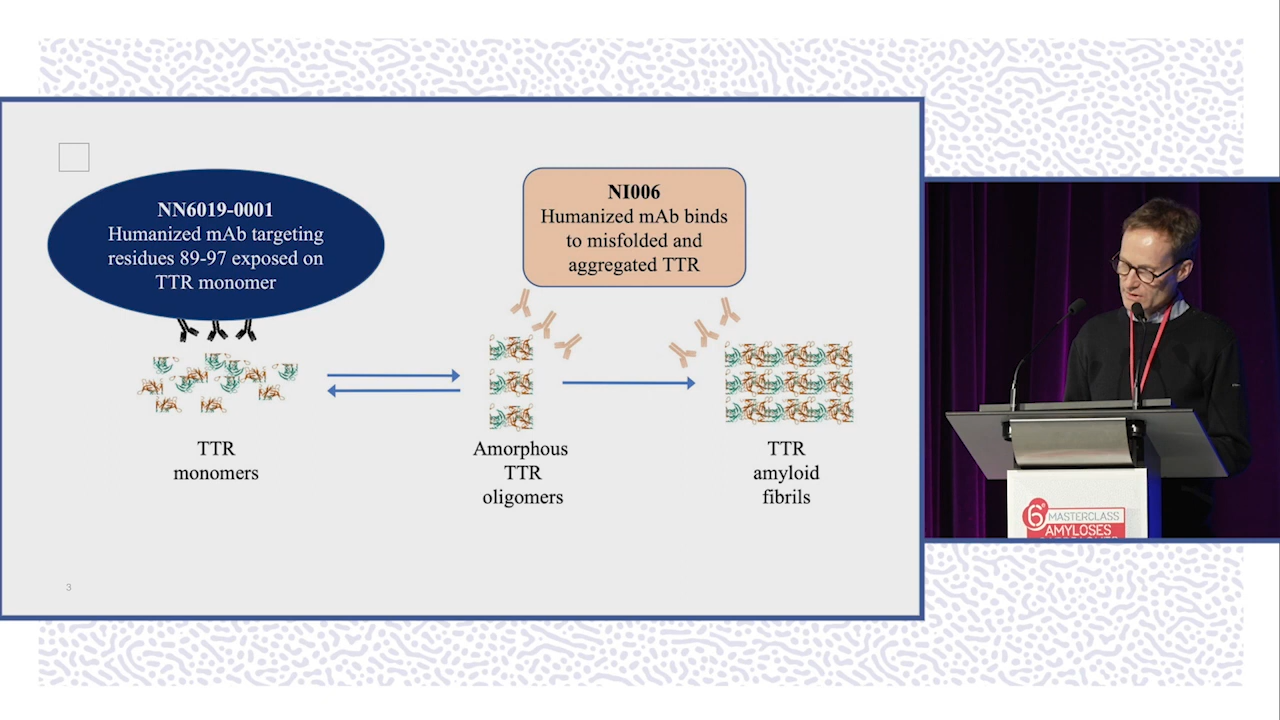 NN6019-0001
Humanized mAb targeting
residues 89-97 exposed on
TTR monomer
NI006
Humanized mAb binds
to misfolded and
aggregated TTR
TTR
monomers
Amorphous
TTR
oligomers
TTR
amyloid
fibrils
3
6e
MASTERCLASS
AMYLOSES